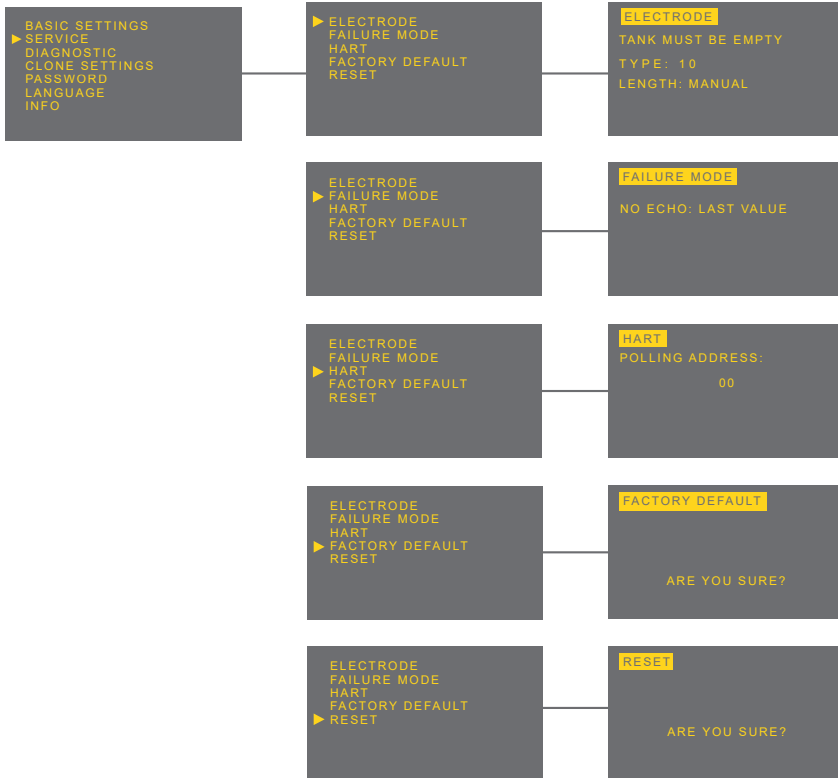 BASIC SETTINGS
SERVICE
DIAGNOSTIC
CLONE SETTINGS
PASSWORD
LANGUAGE
INFO
ELECTRODE
FAILURE MODE
HART
FACTORY DEFAULT
RESET
ELECTRODE
TANK MUST BE EMPTY
TYPE: 10
LENGTH: MANUAL
ELECTRODE
FAILURE MODE
HART
FACTORY DEFAULT
RESET
FAILURE MODE
NO ECHO: LAST VALUE
ELECTRODE
FAILURE MODE
HART
FACTORY DEFAULT
RESET
HART
POLLING ADDRESS:
00
ELECTRODE
FAILURE MODE
HART
FACTORY DEFAULT
RESET
FACTORY DEFAULT
ARE YOU SURE?
ELECTRODE
FAILURE MODE
HART
FACTORY DEFAULT
RESET
RESET
ARE YOU SURE?